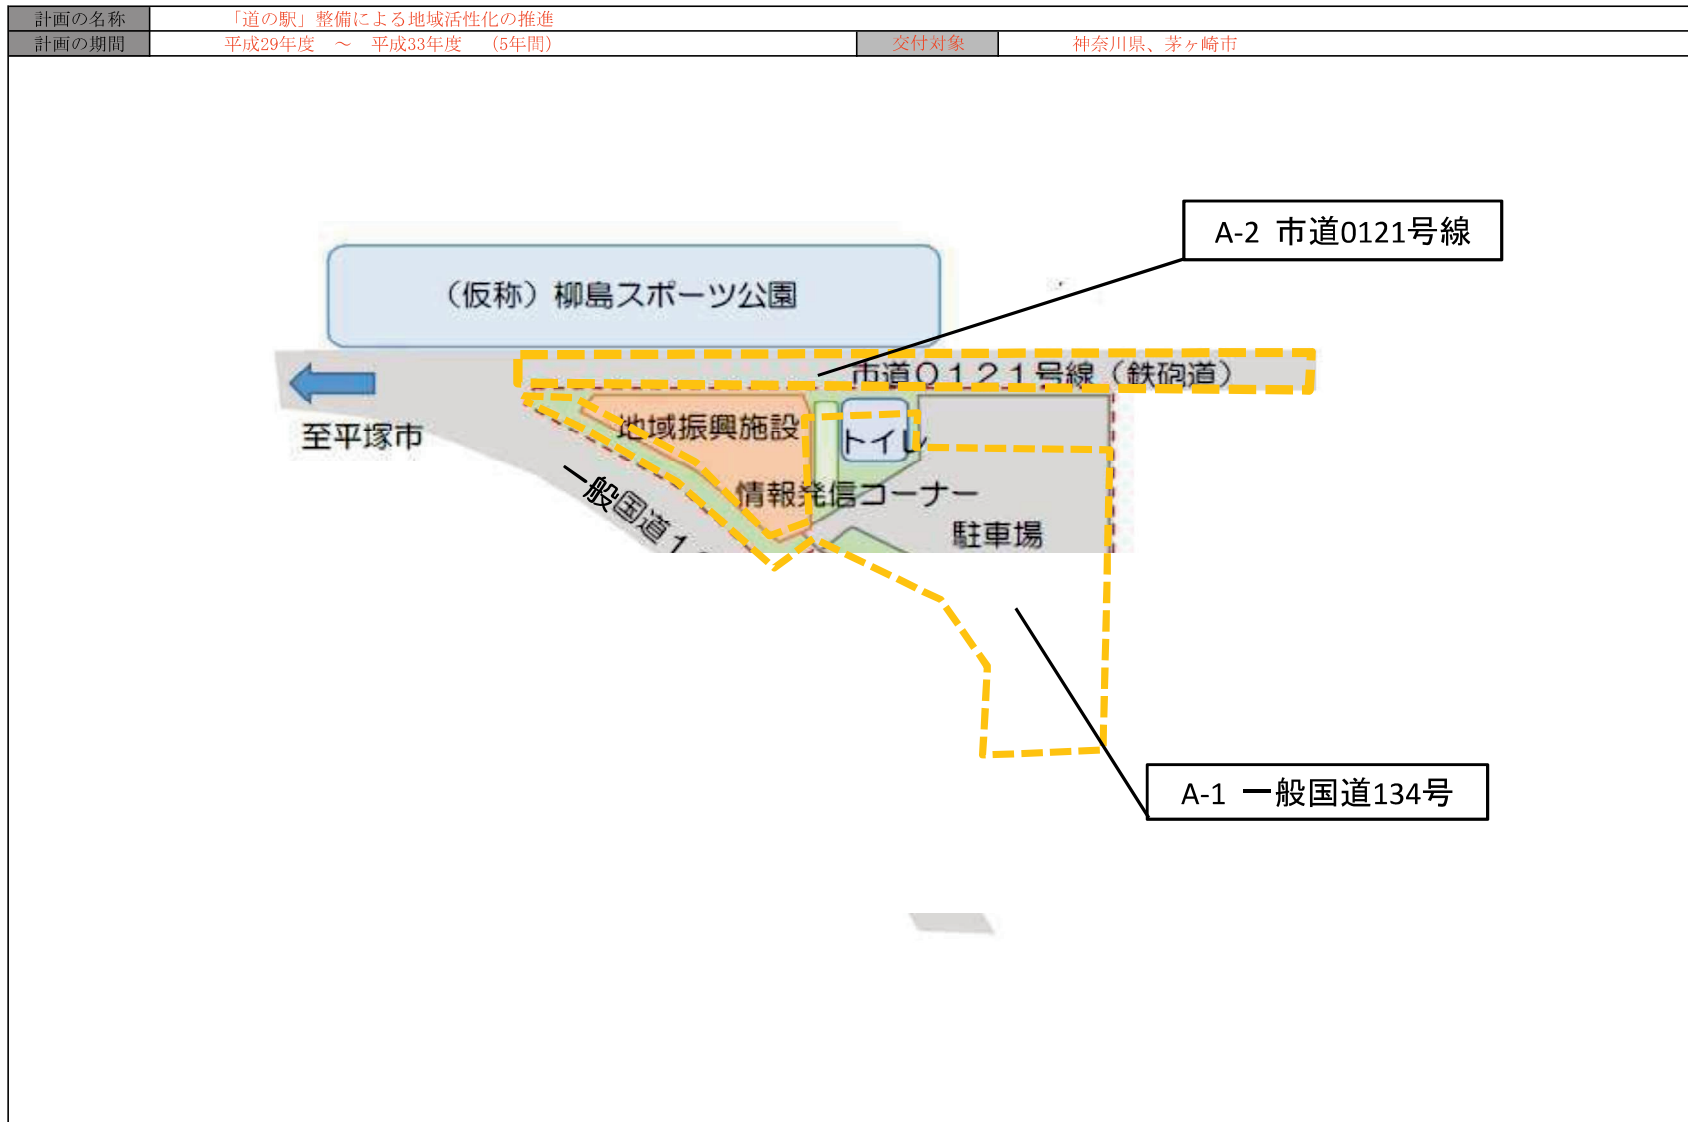 計画の名称 「道の駅」整備による地域活性化の推進
計画の期間 平成29年度 ～ 平成33年度 (5年間) 交付対象 神奈川県、茅ヶ崎市
A-2 市道0121号線
（仮称）柳島スポーツ公園
市道０１２１号線（鉄砲道）
至平塚市
地域振興施設
トイレ
一般国道１
情報発信コーナー
駐車場
A-1 一般国道134号